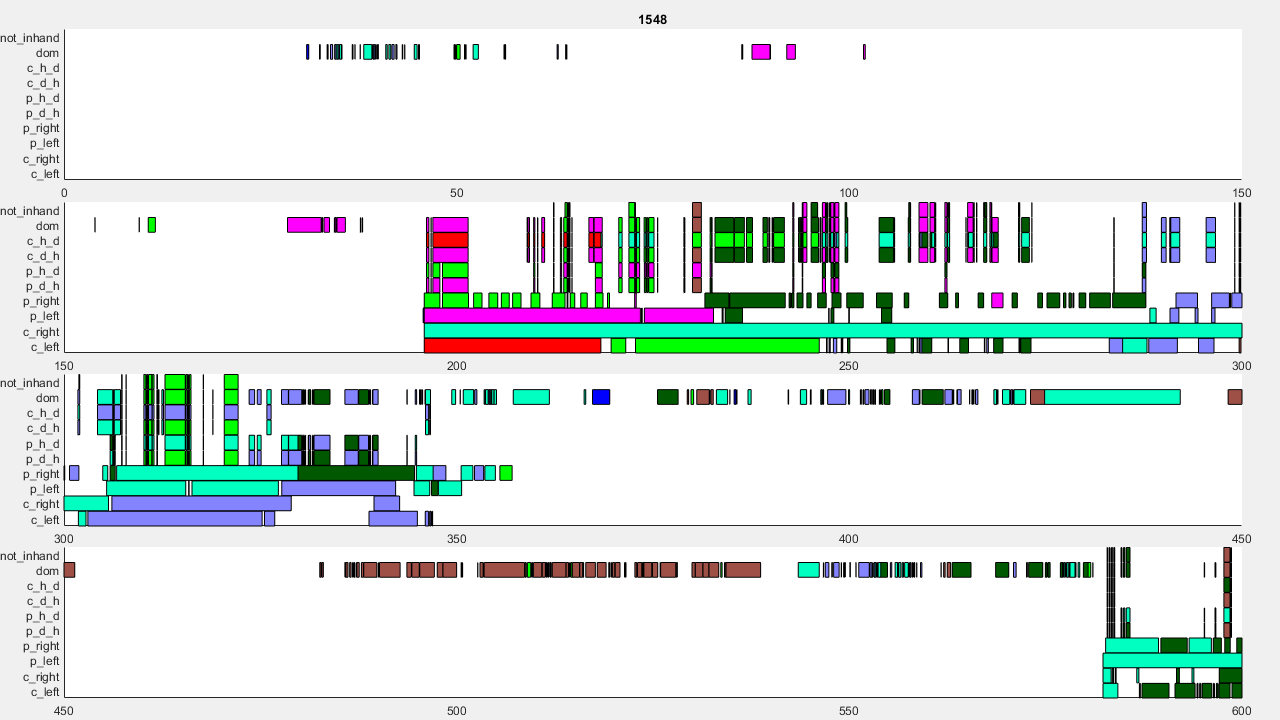 1548
not_inhand
dom
c_h_d
c_d_h
p_h_d
p_d_h
p_right
p_left
c_right
c_left
0 50 100 150
not_inhand
dom
c_h_d
c_d_h
p_h_d
p_d_h
p_right
p_left
c_right
c_left
150 200 250 300
not_inhand
dom
c_h_d
c_d_h
p_h_d
p_d_h
p_right
p_left
c_right
c_left
300 350 400 450
not_inhand
dom
c_h_d
c_d_h
p_h_d
p_d_h
p_right
p_left
c_right
c_left
450 500 550 600